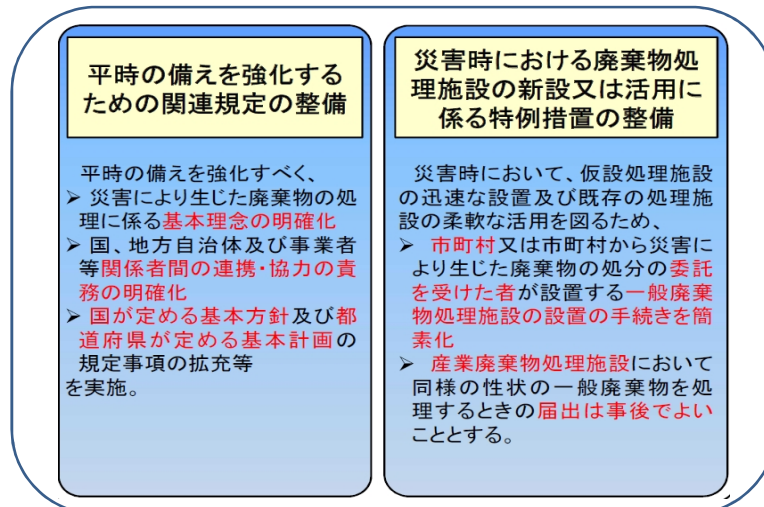 平時の備えを強化する
ための関連規定の整備
平時の備えを強化すべく、
➢ 災害により生じた廃棄物の処
理に係る基本理念の明確化
➢ 国、地方自治体及び事業者
等関係者間の連携・協力の責
務の明確化
➢ 国が定める基本方針及び都
道府県が定める基本計画の
規定事項の拡充等
を実施。
災害時における廃棄物処
理施設の新設又は活用に
係る特例措置の整備
災害時において、仮設処理施設
の迅速な設置及び既存の処理施
設の柔軟な活用を図るため、
➢ 市町村又は市町村から災害に
より生じた廃棄物の処分の委託
を受けた者が設置する一般廃棄
物処理施設の設置の手続きを簡
素化
➢ 産業廃棄物処理施設において
同様の性状の一般廃棄物を処
理するときの届出は事後でよい
こととする。